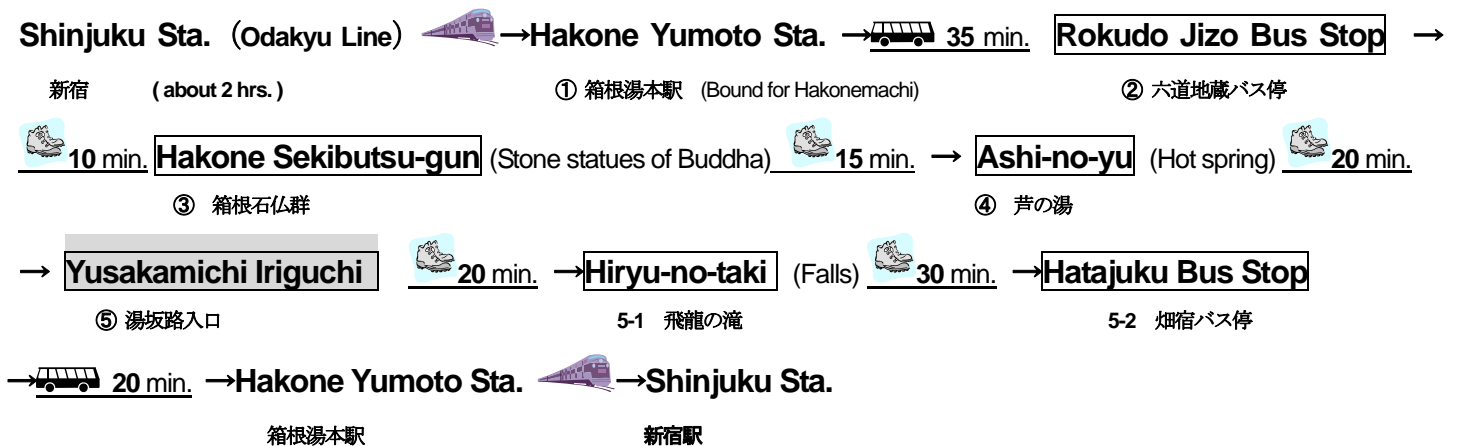 Shinjuku Sta. （Odakyu Line） →Hakone Yumoto Sta. → 35 min. Rokudo Jizo Bus Stop →
新宿 ( about 2 hrs. ) ① 箱根湯本駅 (Bound for Hakonemachi) ② 六道地蔵バス停
10 min. Hakone Sekibutsu-gun (Stone statues of Buddha) 15 min. → Ashi-no-yu (Hot spring) 20 min.
③ 箱根石仏群 ④ 芦の湯
→ Yusakamichi Iriguchi 20 min. →Hiryu-no-taki (Falls) 30 min. →Hatajuku Bus Stop
⑤ 湯坂路入口 5-1 飛龍の滝 5-2 畑宿バス停
→ 20 min. →Hakone Yumoto Sta. →Shinjuku Sta.
箱根湯本駅 新宿駅